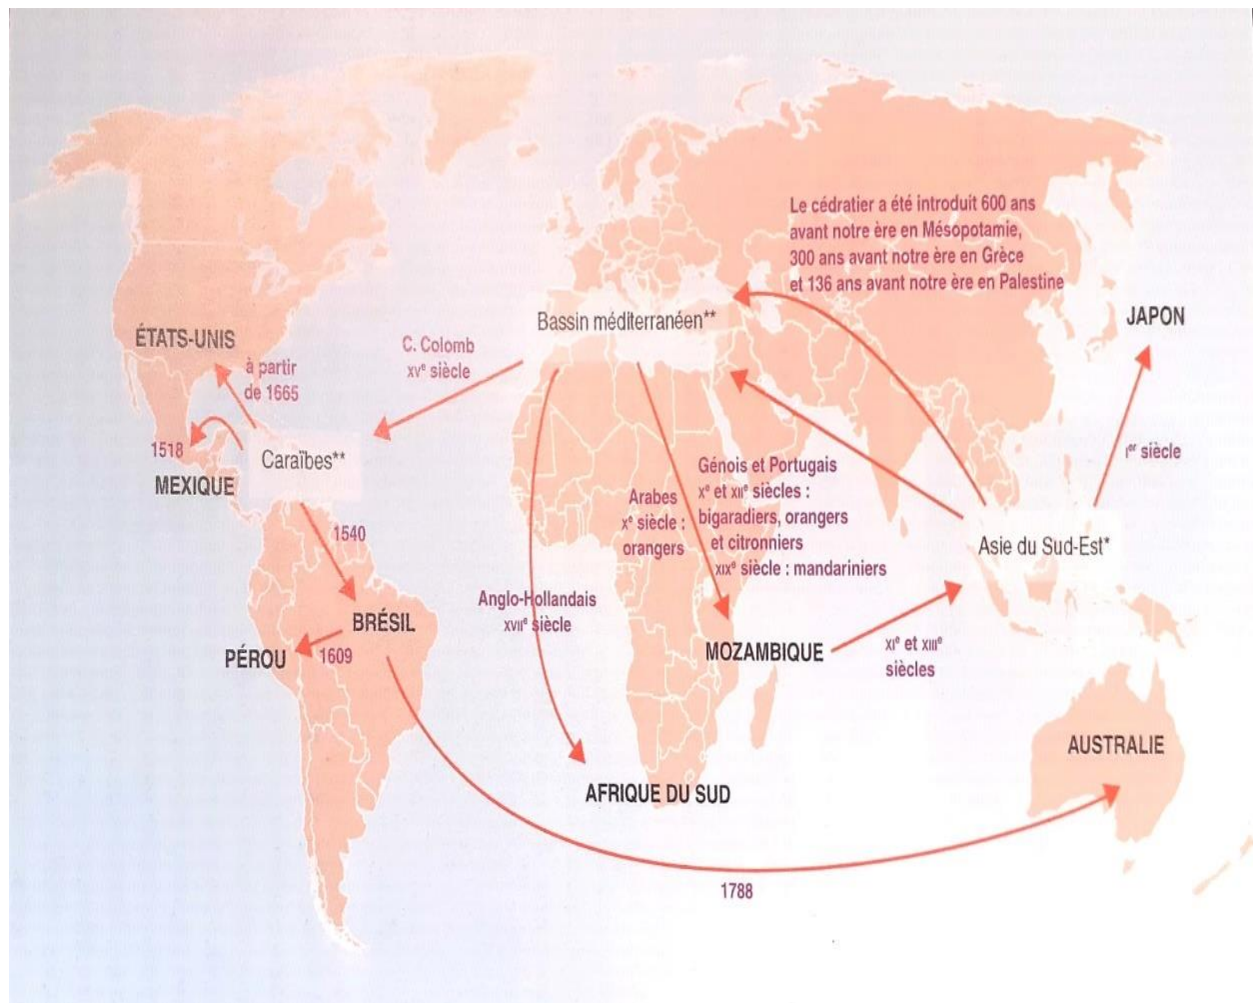 Le cédratier a été introduit 600 ans
avant notre ère en Mésopotamie,
300 ans avant notre ère en Grèce
et 136 ans avant notre ère en Palestine
ÉTATS-UNIS
à partir
de 1665
C. Colomb
XVe siècle
Bassin méditerranéen**
JAPON
1518
MEXIQUE
Caraïbes**
Ier siècle
Arabes
Xe siècle :
orangers
Génois et Portugais
Xe et XIIe siècles :
bigaradiers, orangers
et citronniers
XIXe siècle : mandariniers
Asie du Sud-Est*
1540
Anglo-Hollandais
XVIIe siècle
BRÉSIL
PÉROU
1609
MOZAMBIQUE
XIe et XIIIe
siècles
AUSTRALIE
AFRIQUE DU SUD
1788